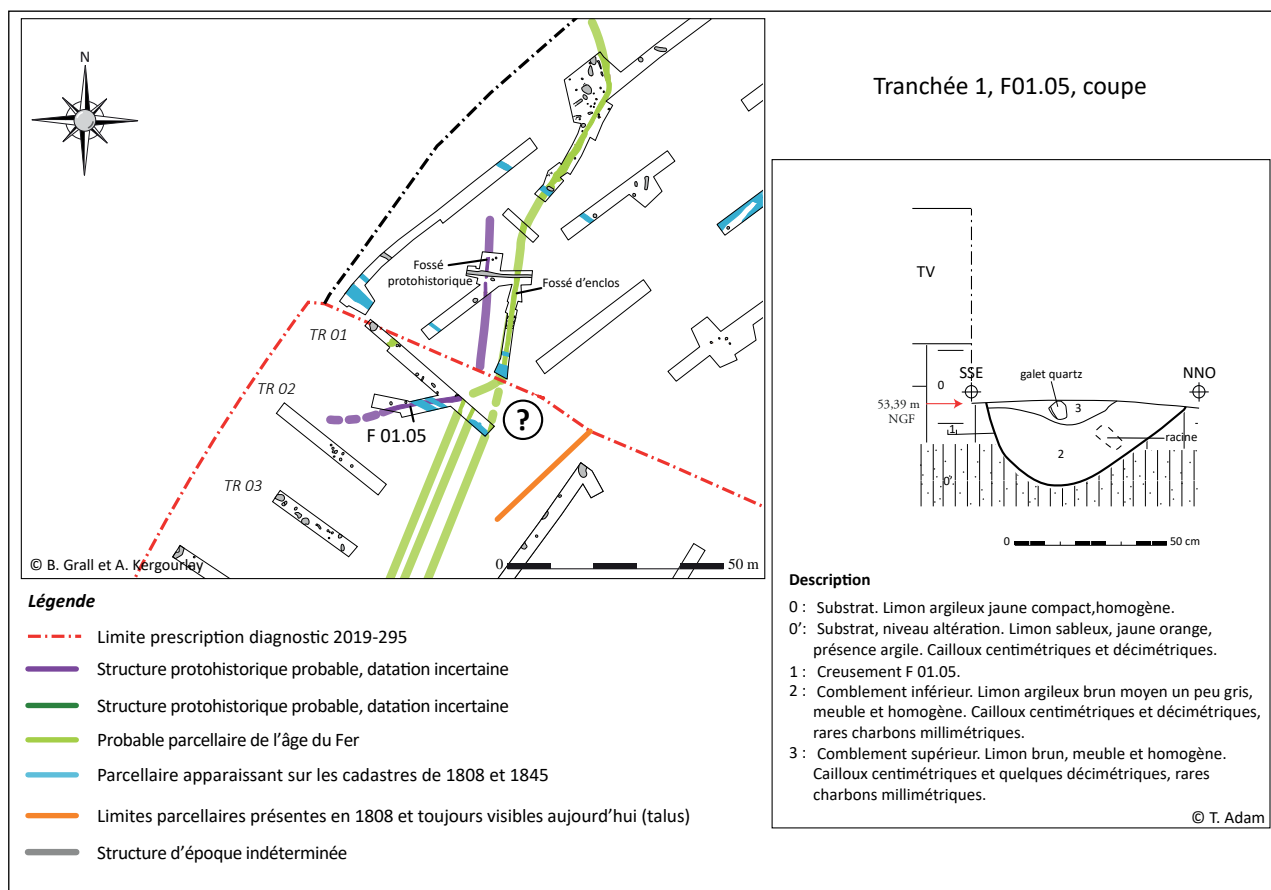 N
TR 01
TR 02
TR 03
Fossé
protohistorique
Fossé d'enclos
F 01.05
?
© B. Grall et A. Kergourlay
0
50 m
Légende
Limite prescription diagnostic 2019-295
Structure protohistorique probable, datation incertaine
Structure protohistorique probable, datation incertaine
Probable parcellaire de l'âge du Fer
Parcellaire apparaissant sur les cadastres de 1808 et 1845
Limites parcellaires présentes en 1808 et toujours visibles aujourd'hui (talus)
Structure d'époque indéterminée
Tranchée 1, F01.05, coupe
TV
SSE
NNO
0
galet quartz
3
53,39 m
NGF
1
racine
2
0'
0
50 cm
Description
0 : Substrat. Limon argileux jaune compact,homogène.
0': Substrat, niveau altération. Limon sableux, jaune orange,
présence argile. Cailloux centimétriques et décimétriques.
1 : Creusement F 01.05.
2 : Comblement inférieur. Limon argileux brun moyen un peu gris,
meuble et homogène. Cailloux centimétriques et décimétriques,
rares charbons millimétriques.
3 : Comblement supérieur. Limon brun, meuble et homogène.
Cailloux centimétriques et quelques décimétriques, rares
charbons millimétriques.
© T. Adam